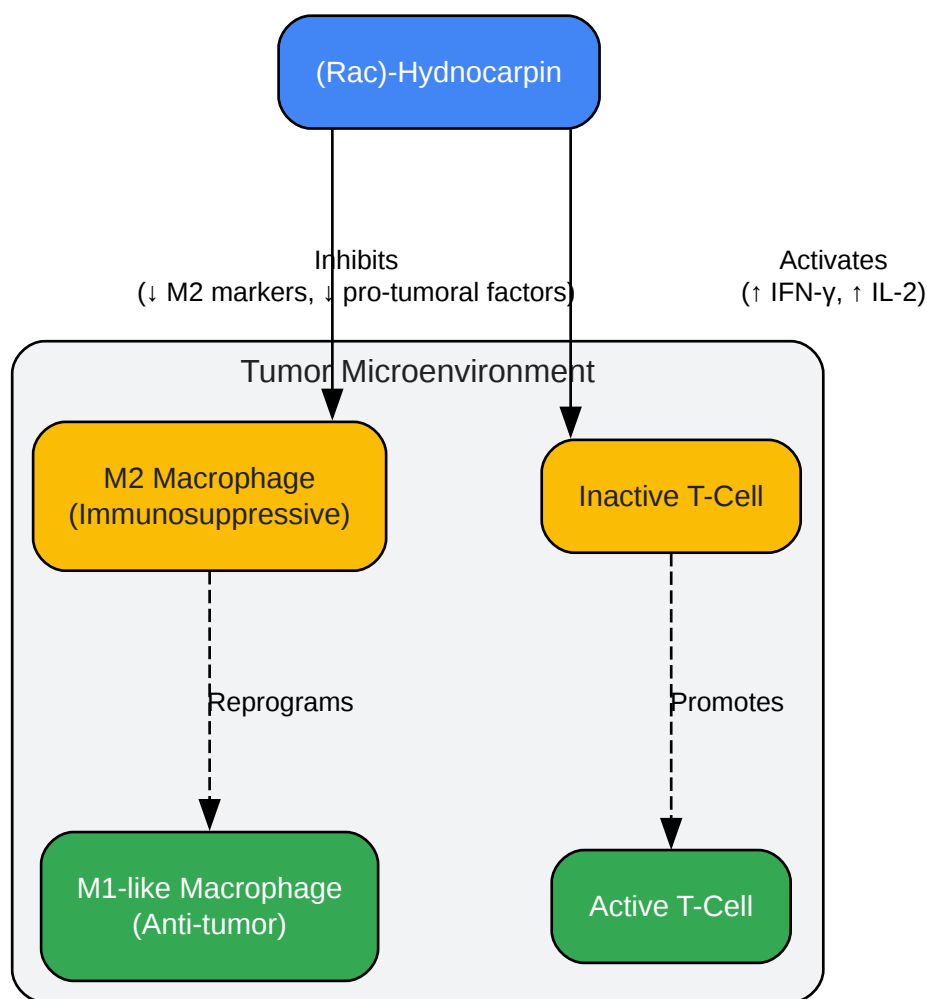 (Rac)-Hydnocarpin
Inhibits
(↓ M2 markers, ↓ pro-tumoral factors)
Activates
(↑ IFN-γ, ↑ IL-2)
Tumor Microenvironment
M2 Macrophage
(Immunosuppressive)
Inactive T-Cell
Reprograms
Promotes
M1-like Macrophage
(Anti-tumor)
Active T-Cell